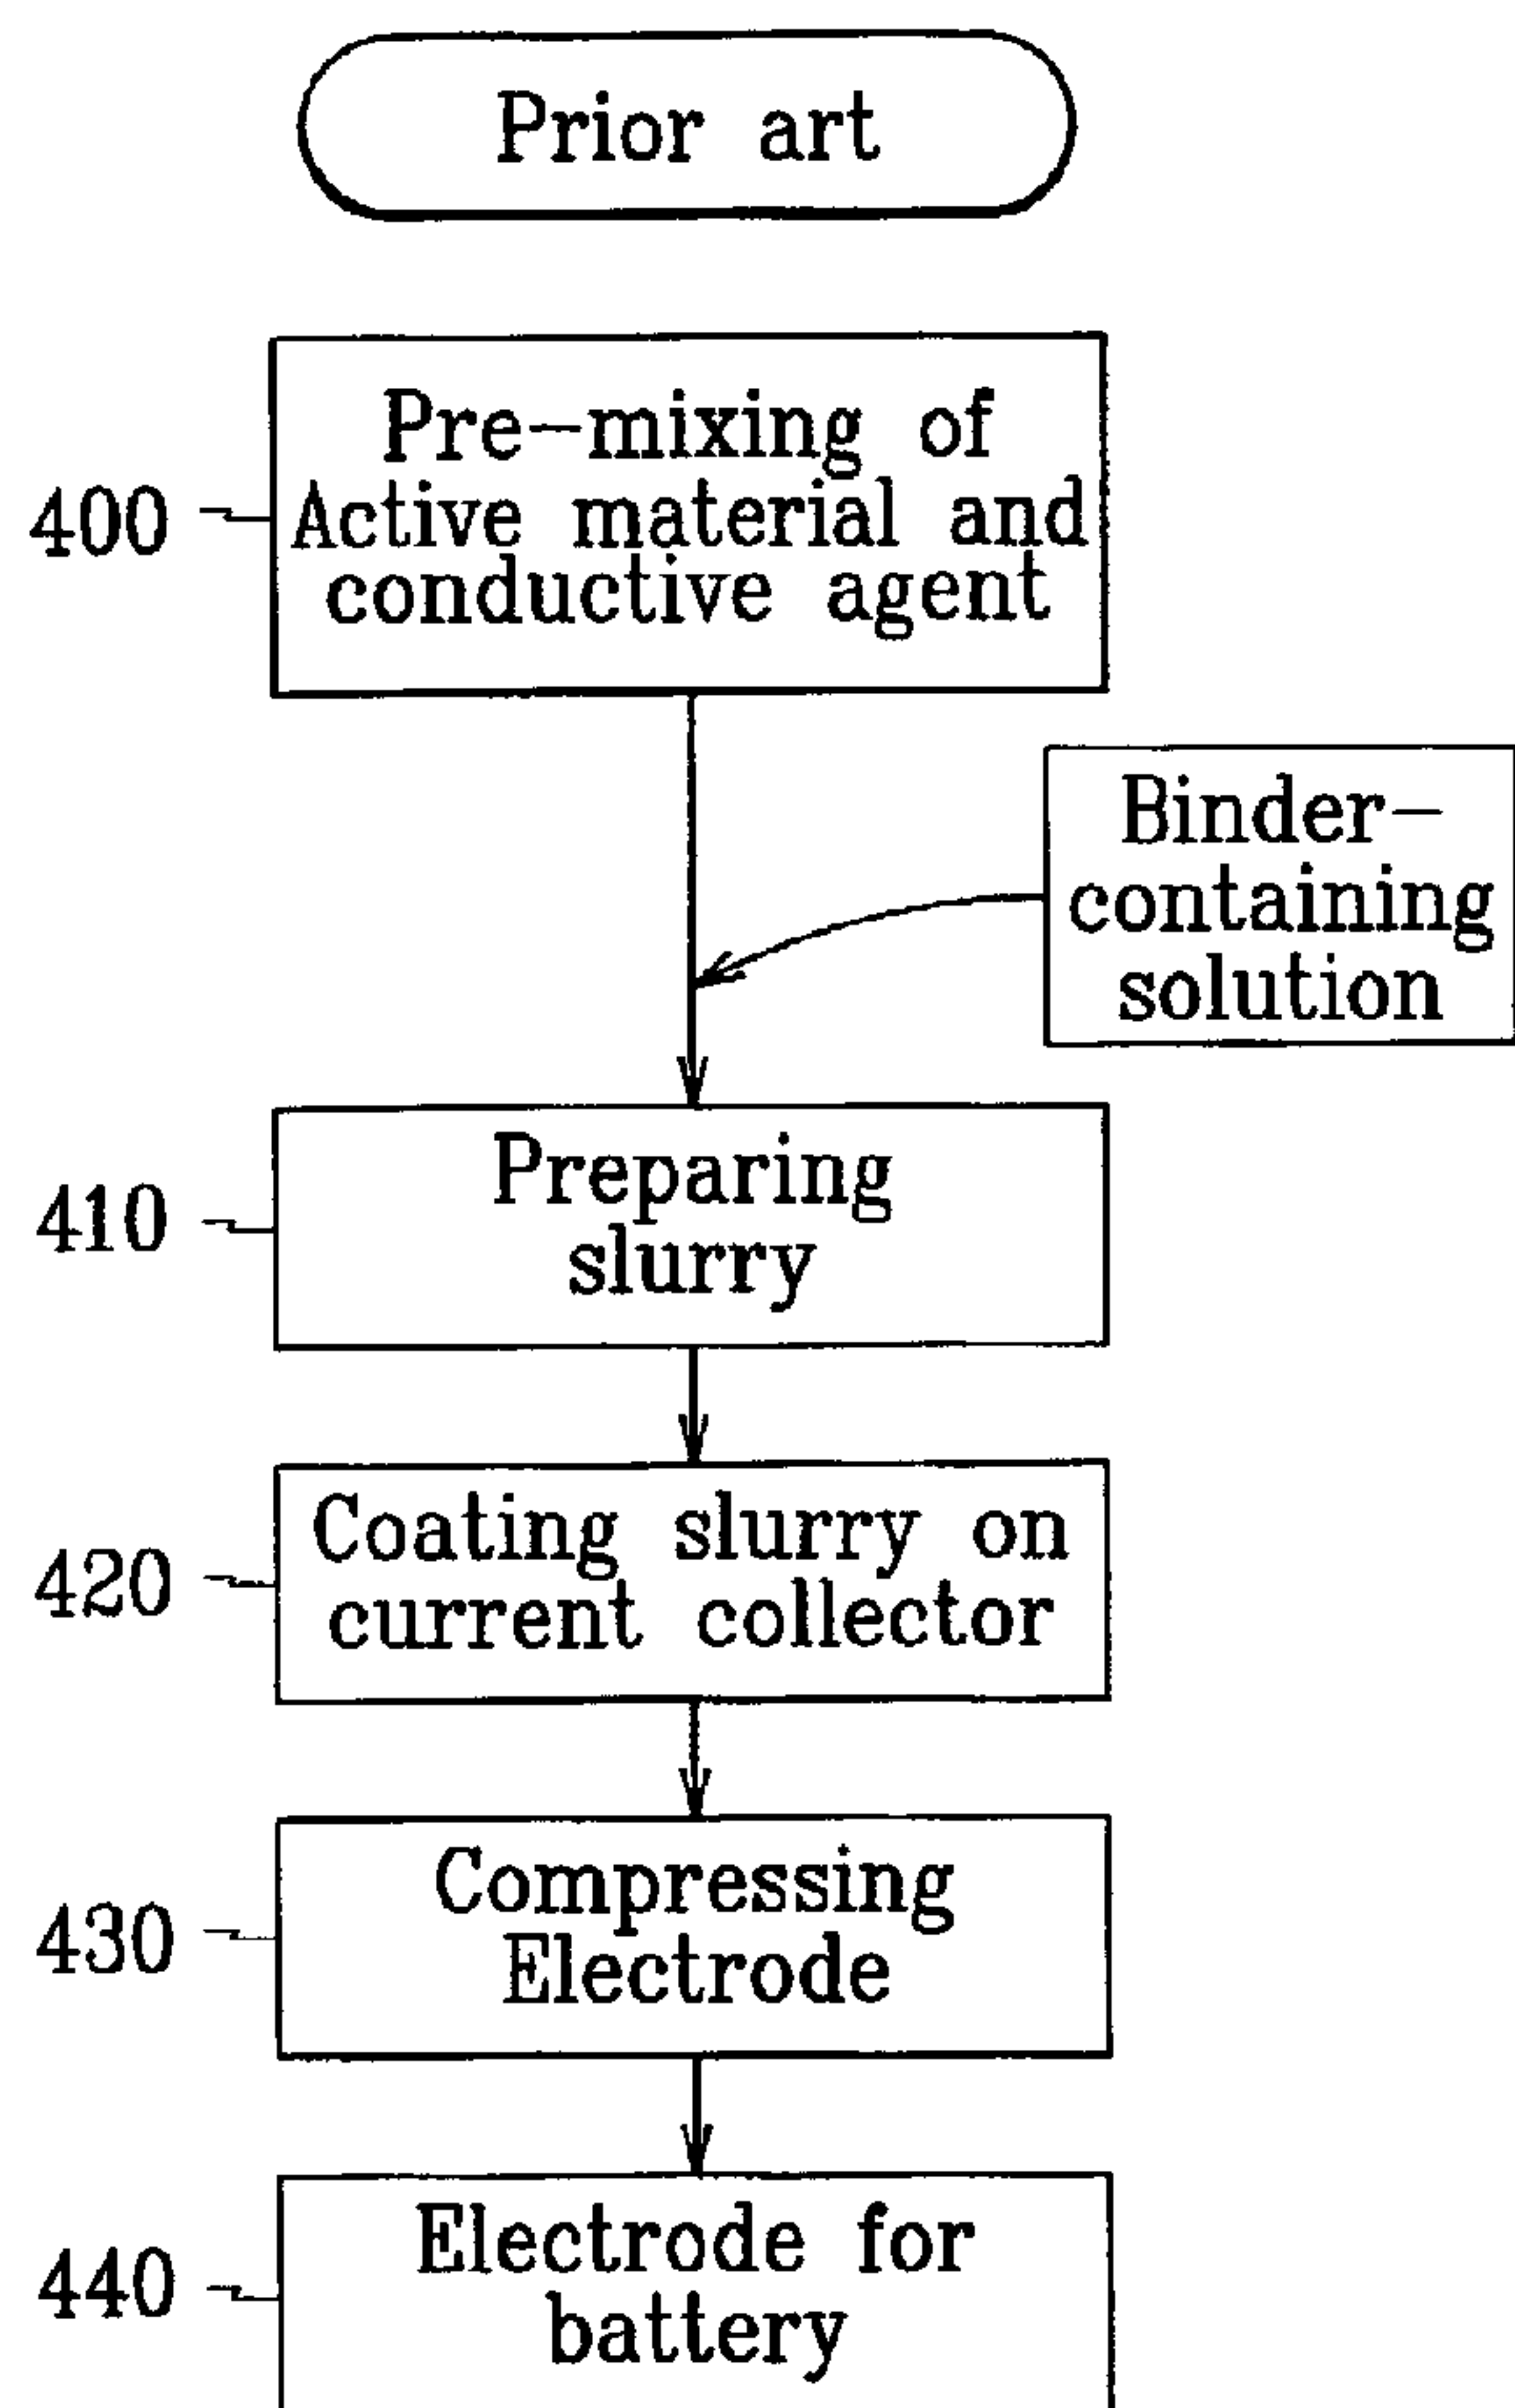 Prior art
400
Pre-mixing of
Active material and
conductive agent
Binder-
containing
solution
410
Preparing
slurry
420
Coating slurry on
current collector
430
Compressing
Electrode
440
Electrode for
battery